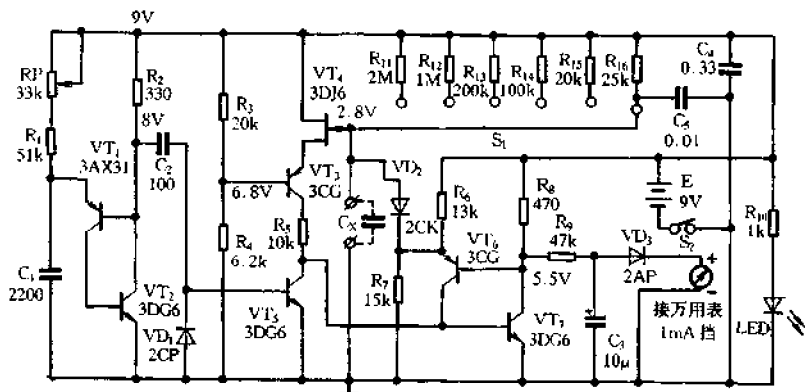 9V
RP
33k
R₁
51k
VT₁
3AX31
C₁
2200
R₂
330
8V
C₂
100
VT₂
3DG6
VD₁
2CP
R₃
20k
6.8V
R₄
6.2k
VT₄
3DJ6
2.8V
VT₃
3CG
R₅
10k
VT₅
3DG6
Cx
VD₂
2CK
R₇
15k
R₆
13k
VT₆
3CG
R₈
470
5.5V
R₉
47k
VT₇
3DG6
C₃
10μ
VD₃
2AP
R₁₁
2M
R₁₂
1M
R₁₃
200k
R₁₄
100k
R₁₅
20k
R₁₆
25k
S₁
C₄
0.33
C₅
0.01
E
9V
S₂
R₁₀
1k
+
-
接万用表
1mA 挡
LED